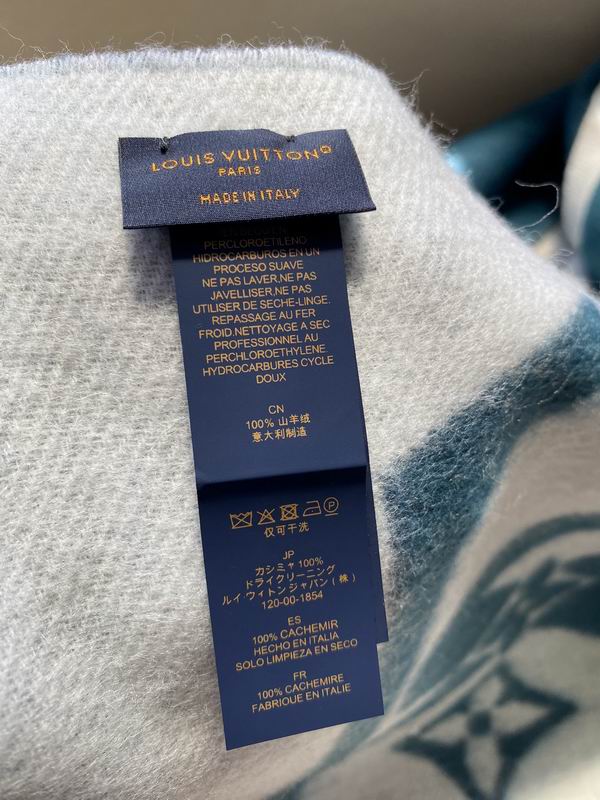 LOUIS VUITTON®
PARIS
MADE IN ITALY
PERCLOROETILENO
HIDROCARBUROS EN UN
PROCESO SUAVE
NE PAS LAVER.NE PAS
JAVELLISER,NE PAS
UTILISER DE SECHE-LINGE.
REPASSAGE AU FER
FROID.NETTOYAGE A SEC
PROFESSIONNEL AU
PERCHLOROETHYLENE
HYDROCARBURES CYCLE
DOUX
CN
100% 山羊绒
意大利制造
P
仅可干洗
JP
カシミャ 100%
ドライクリーニング
ルイ ヴィトンジャパン ( 株 )
120-00-1854
ES
100% CACHEMIR
HECHO EN ITALIA
SOLO LIMPIEZA EN SECO
FR
100% CACHEMIRE
FABRIQUE EN ITALIE